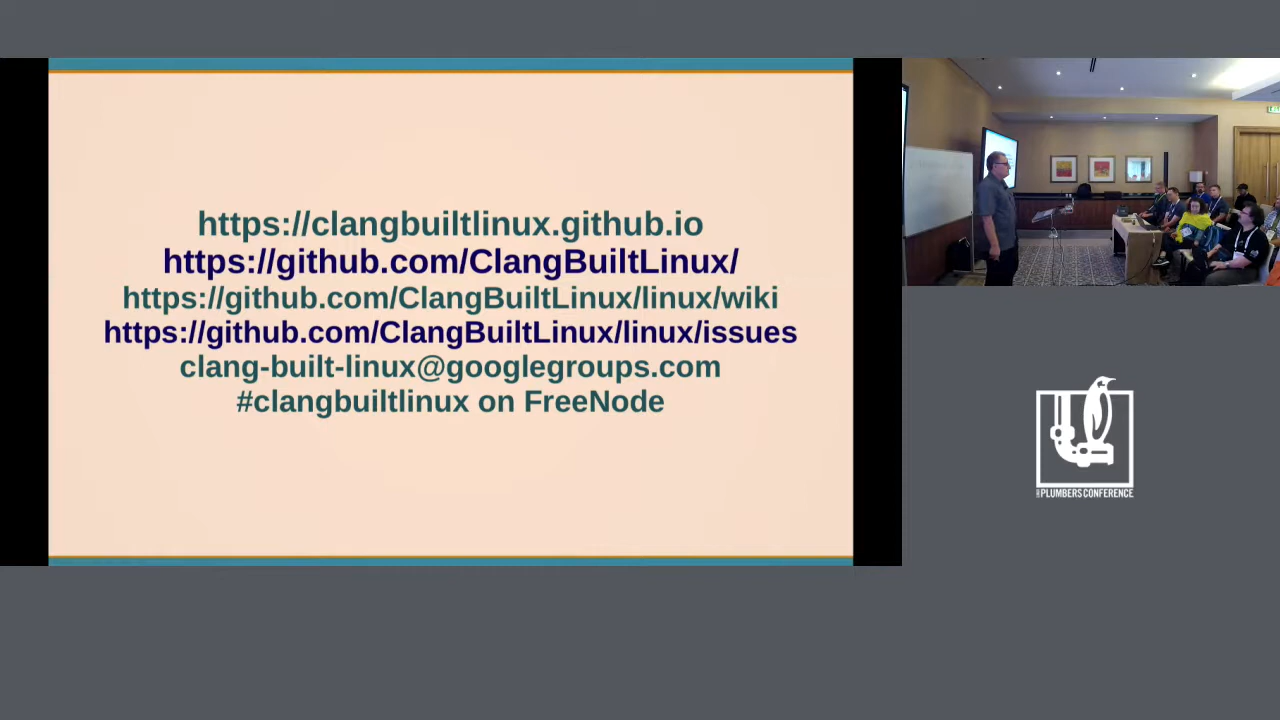 https://clangbuiltlinux.github.io
https://github.com/ClangBuiltLinux/
https://github.com/ClangBuiltLinux/linux/wiki
https://github.com/ClangBuiltLinux/linux/issues
clang-built-linux@googlegroups.com
#clangbuiltlinux on FreeNode
PLUMBERS CONFERENCE